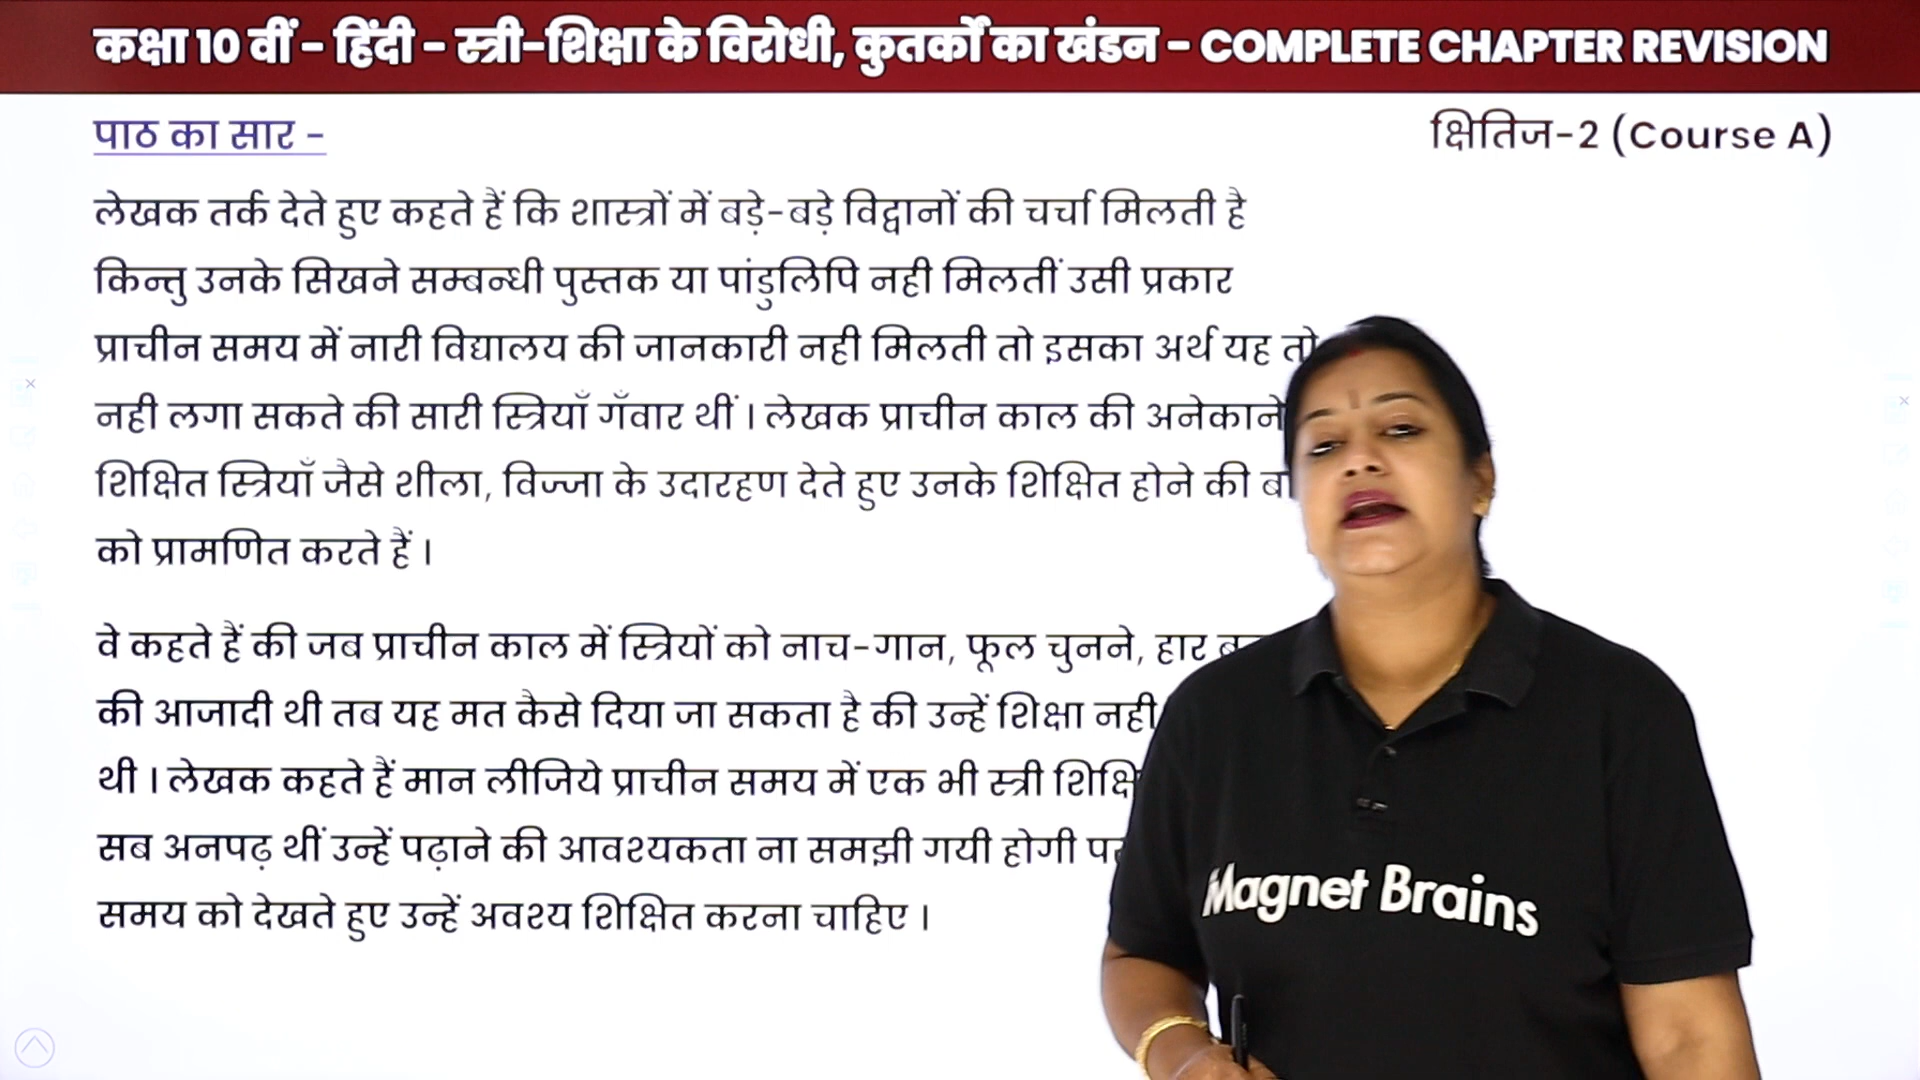 कक्षा 10 वीं – हिंदी – स्त्री-शिक्षा के विरोधी, कुतर्कों का खंडन – COMPLETE CHAPTER REVISION
पाठ का सार –
क्षितिज-2 (Course A)
लेखक तर्क देते हुए कहते हैं कि शास्त्रों में बड़े-बड़े विद्वानों की चर्चा मिलती है
किन्तु उनके सिखने सम्बन्धी पुस्तक या पांडुलिपि नही मिलतीं उसी प्रकार
प्राचीन समय में नारी विद्यालय की जानकारी नही मिलती तो इसका अर्थ यह तो
नही लगा सकते की सारी स्त्रियाँ गँवार थीं । लेखक प्राचीन काल की
शिक्षित स्त्रियाँ जैसे शीला, विज्जा के उदारहण देते हुए उनके शिक्षित होने की
को प्रामणित करते हैं ।
वे कहते हैं की जब प्राचीन काल में स्त्रियों को नाच-गान, फूल चुनने, हार
की आजादी थी तब यह मत कैसे दिया जा सकता है की उन्हें शिक्षा नही
थी । लेखक कहते हैं मान लीजिये प्राचीन समय में एक भी स्त्री
सब अनपढ़ थीं उन्हें पढ़ाने की आवश्यकता ना समझी गयी होगी
समय को देखते हुए उन्हें अवश्य शिक्षित करना चाहिए ।
Magnet Brains